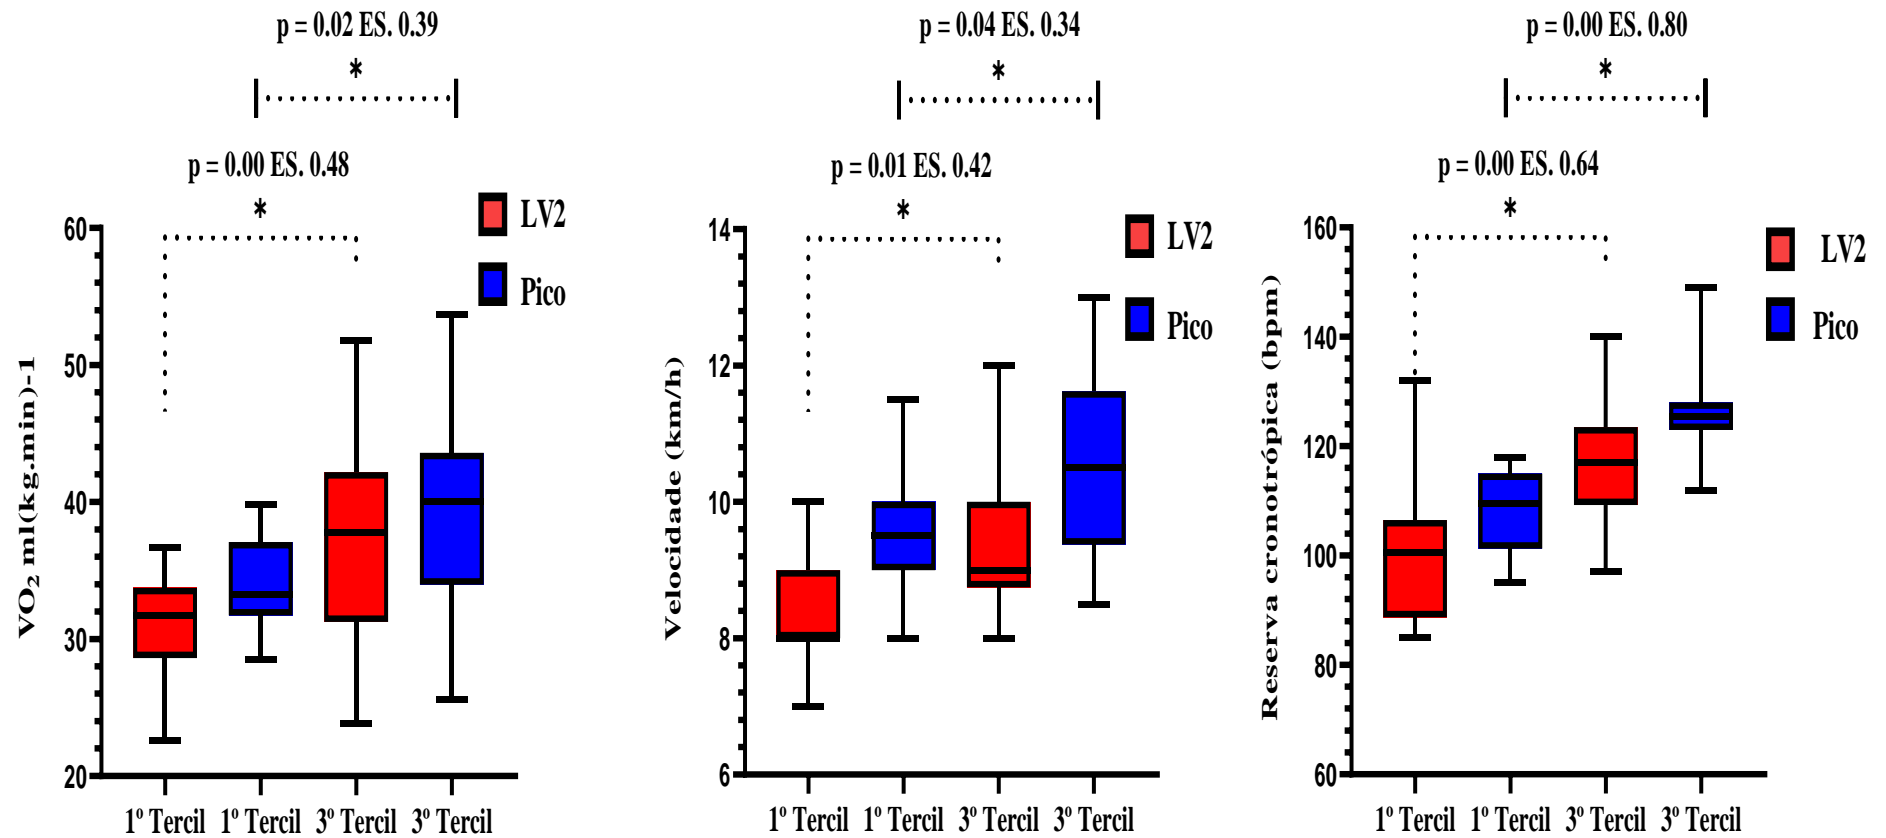 p = 0.02 ES. 0.39
*
p = 0.00 ES. 0.48
*
LV2
Pico
60
50
40
30
20
VO₂ ml(kg.min)-1
1º Tercil 1º Tercil 3º Tercil 3º Tercil
p = 0.04 ES. 0.34
*
p = 0.01 ES. 0.42
*
LV2
Pico
14
12
10
8
6
Velocidade (km/h)
1º Tercil 1º Tercil 3º Tercil 3º Tercil
p = 0.00 ES. 0.80
*
p = 0.00 ES. 0.64
*
LV2
Pico
160
140
120
100
80
60
Reserva cronotrópica (bpm)
1º Tercil 1º Tercil 3º Tercil 3º Tercil